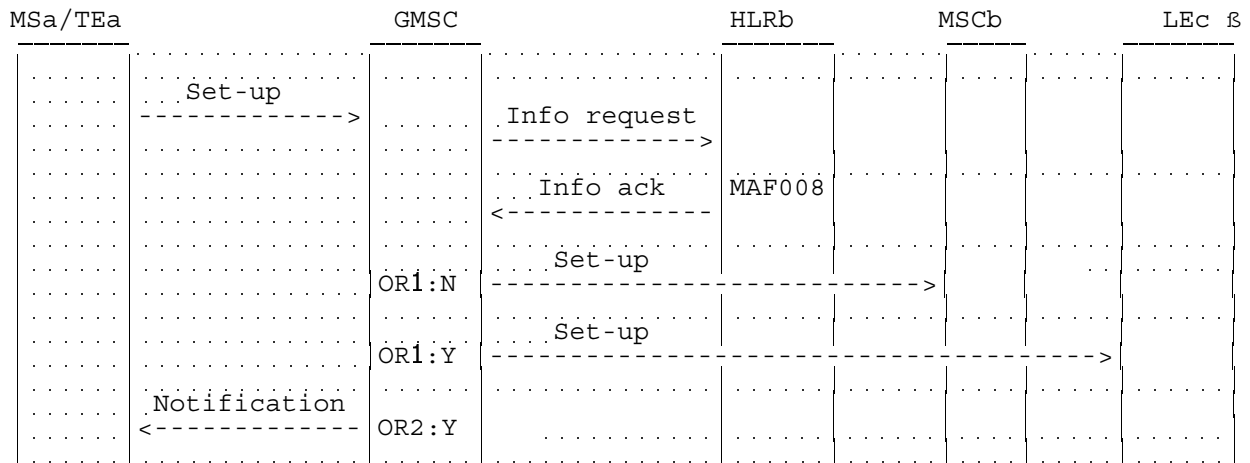 MSa/TEa GMSC HLRb MSCb LEc ß
Set-up
Info request
Info ack MAF008
Set-up
OR1:N
Set-up
OR1:Y
Notification
OR2:Y